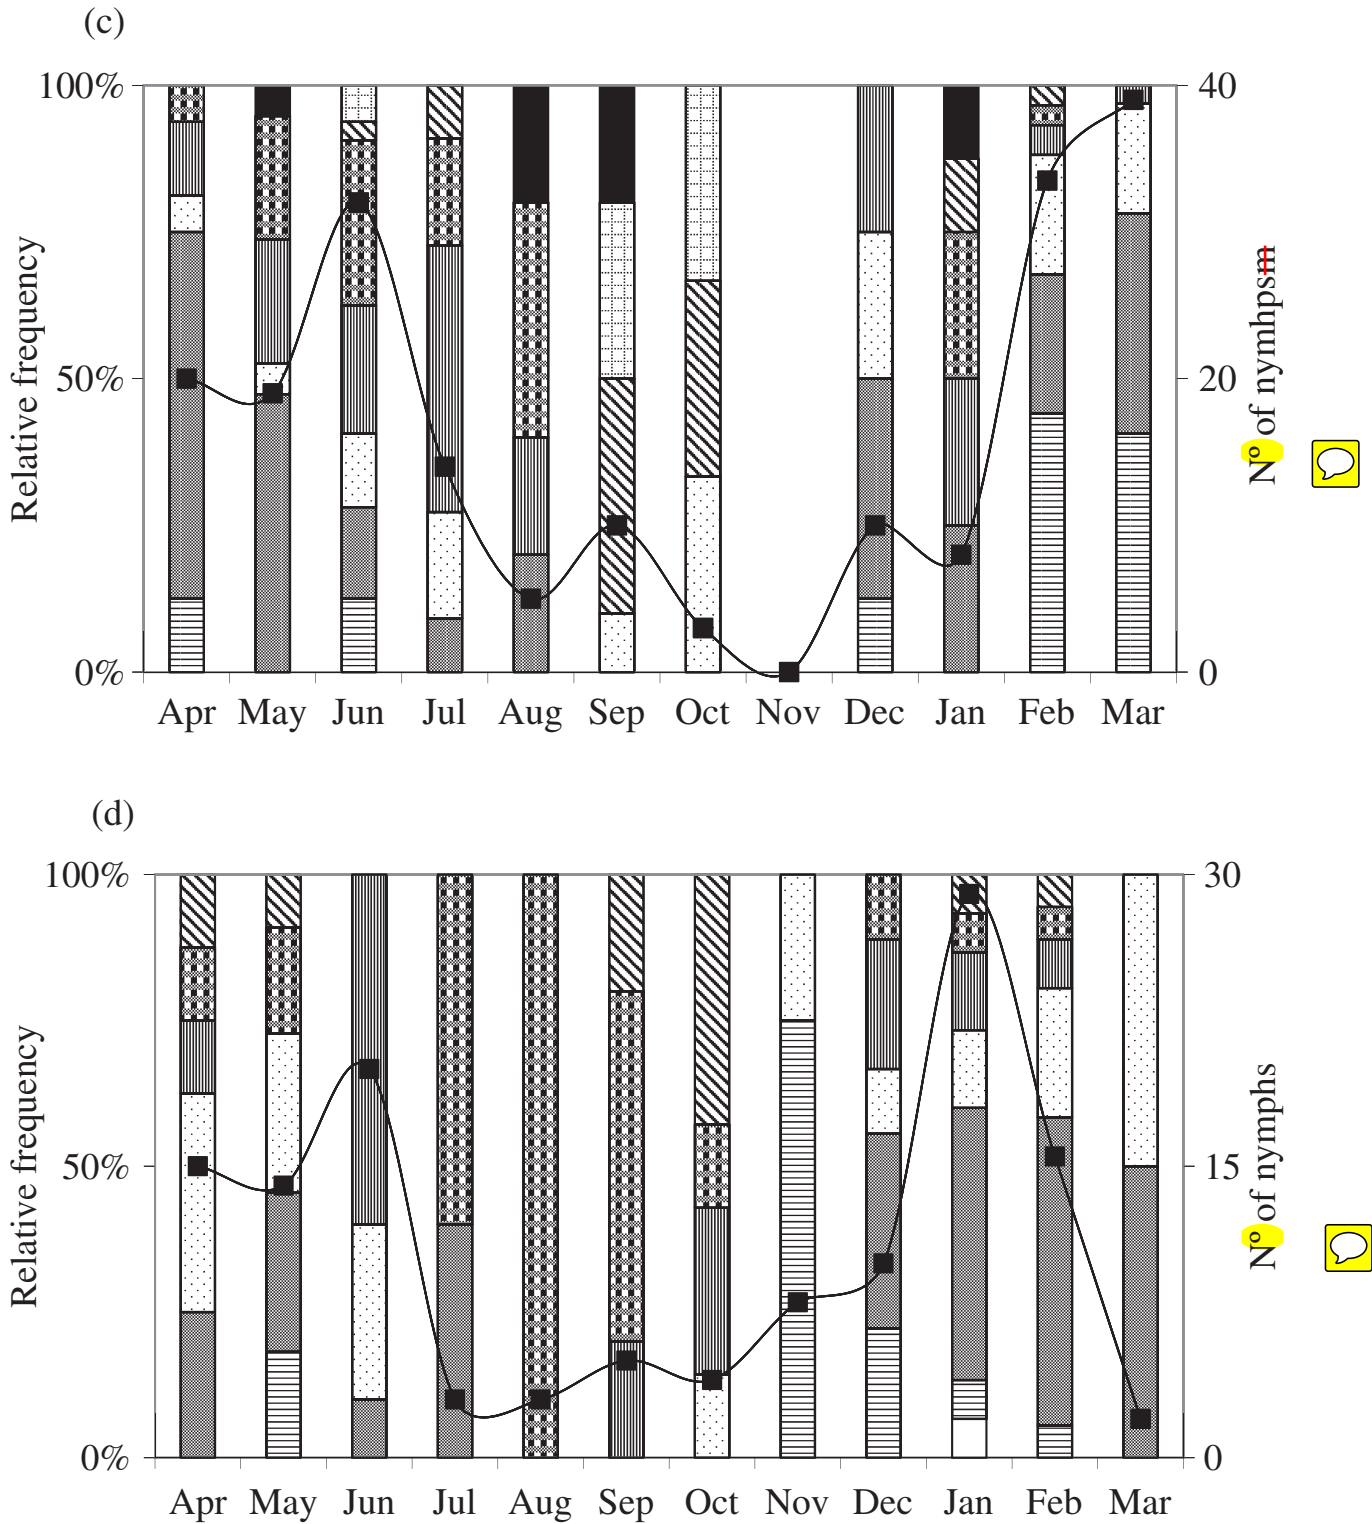 (c)
100%
50%
0%
Relative frequency
40
20
0
Nº of nymhpsm
Apr May Jun Jul Aug Sep Oct Nov Dec Jan Feb Mar
(d)
100%
50%
0%
Relative frequency
30
15
0
Nº of nymphs
Apr May Jun Jul Aug Sep Oct Nov Dec Jan Feb Mar